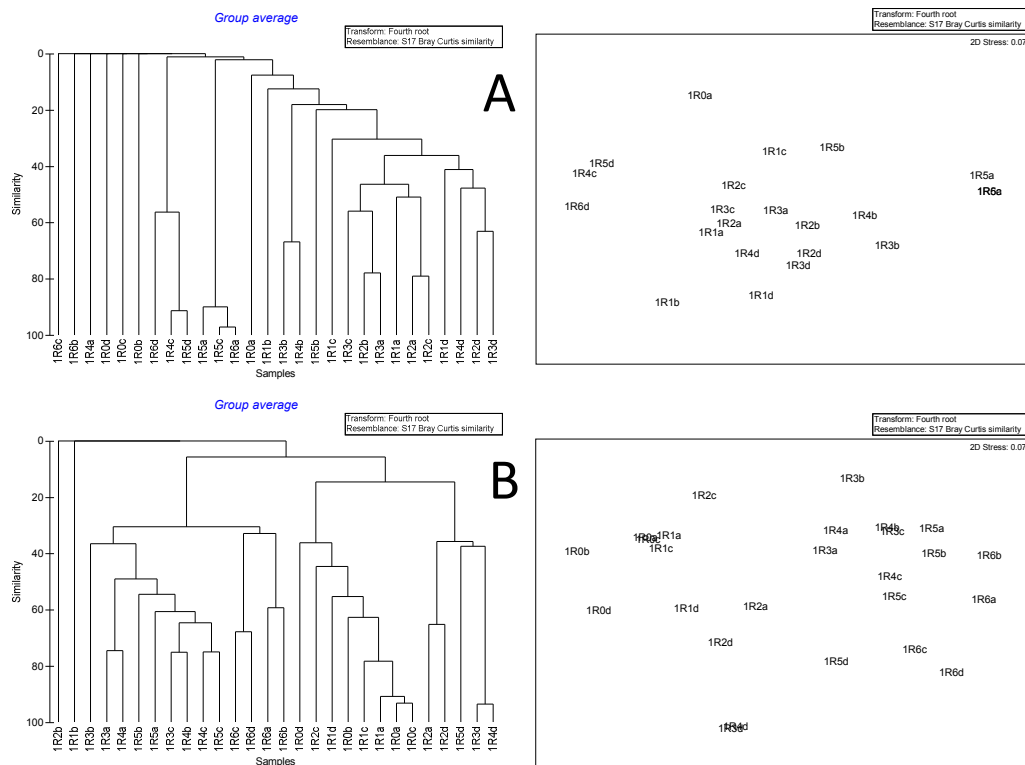 Group average
Transform: Fourth root
Resemblance: S17 Bray Curtis similarity
A
0
20
40
60
80
100
Similarity
1R6c 1R6b 1R4a 1R0d 1R0c 1R0b 1R6d 1R4c 1R5d 1R5a 1R5c 1R6a 1R0a 1R1b 1R3b 1R4b 1R5b 1R1c 1R3c 1R2b 1R3a 1R1a 1R2a 1R2c 1R1d 1R4d 1R2d 1R3d
Samples
Transform: Fourth root
Resemblance: S17 Bray Curtis similarity
2D Stress: 0.07
1R0a
1R1c
1R5b
1R5d
1R4c
1R5a
1R2c
1R6d
1R3c
1R3a
1R4b
1R2a
1R2b
1R1a
1R3b
1R4d
1R2d
1R3d
1R1d
1R1b
Group average
Transform: Fourth root
Resemblance: S17 Bray Curtis similarity
B
0
20
40
60
80
100
Similarity
1R2b 1R1b 1R3b 1R3a 1R4a 1R5b 1R5a 1R3c 1R4b 1R4c 1R5c 1R6c 1R6d 1R6a 1R6b 1R0d 1R2c 1R1d 1R0b 1R1c 1R1a 1R0a 1R0c 1R2a 1R2d 1R5d 1R3d 1R4d
Samples
Transform: Fourth root
Resemblance: S17 Bray Curtis similarity
2D Stress: 0.07
1R3b
1R2c
1R4b
1R5a
1R4a
1R3c
1R0a
1R1a
1R0c
1R1c
1R0b
1R3a
1R5b
1R6b
1R4c
1R5c
1R6a
1R0d
1R1d
1R2a
1R2d
1R6c
1R5d
1R6d
1R4d
1R3d